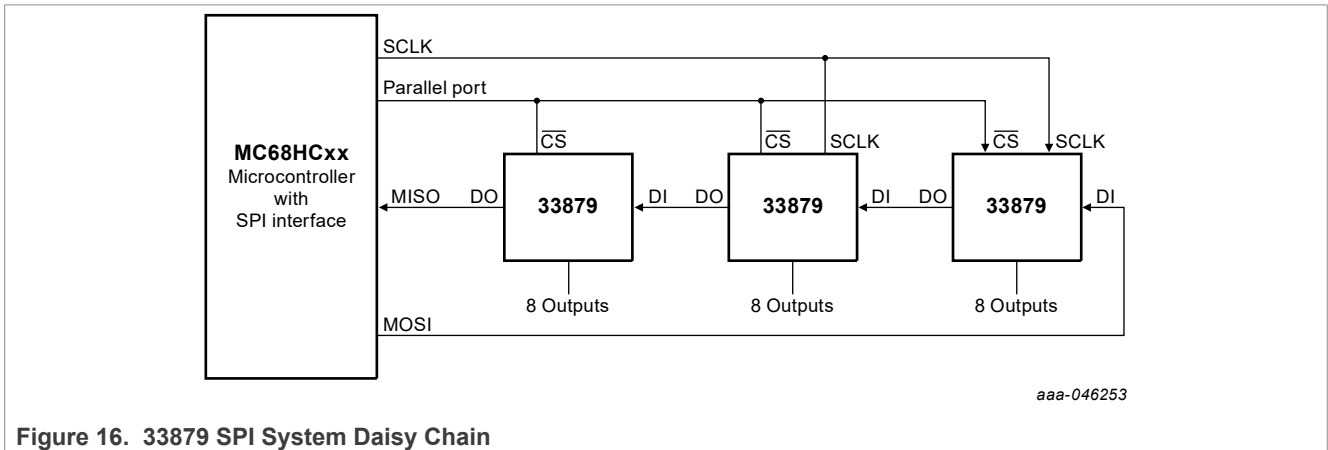 SCLK
Parallel port
CS CS SCLK CS SCLK
MC68HCxx
Microcontroller
with
SPI interface
MISO DO 33879 DI DO 33879 DI DO 33879 DI
8 Outputs 8 Outputs 8 Outputs
MOSI
aaa-046253
Figure 16. 33879 SPI System Daisy Chain